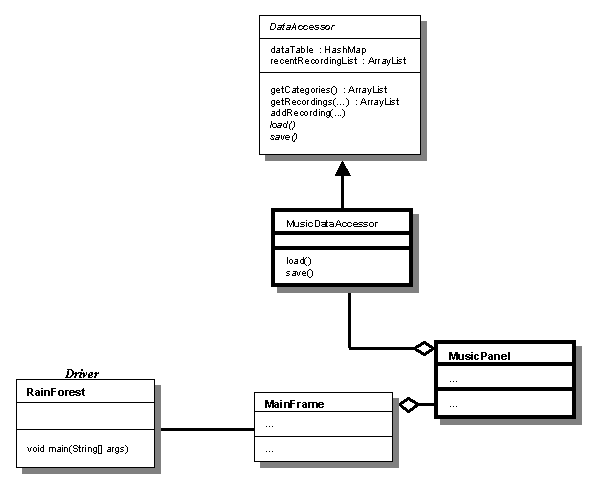 DataAccessor
dataTable : HashMap
recentRecordingList : ArrayList
getCategories() : ArrayList
getRecordings(...) : ArrayList
addRecording(...)
load()
save()
MusicDataAccessor
load()
save()
MusicPanel
...
...
Driver
RainForest
void main(String[] args)
MainFrame
...
...